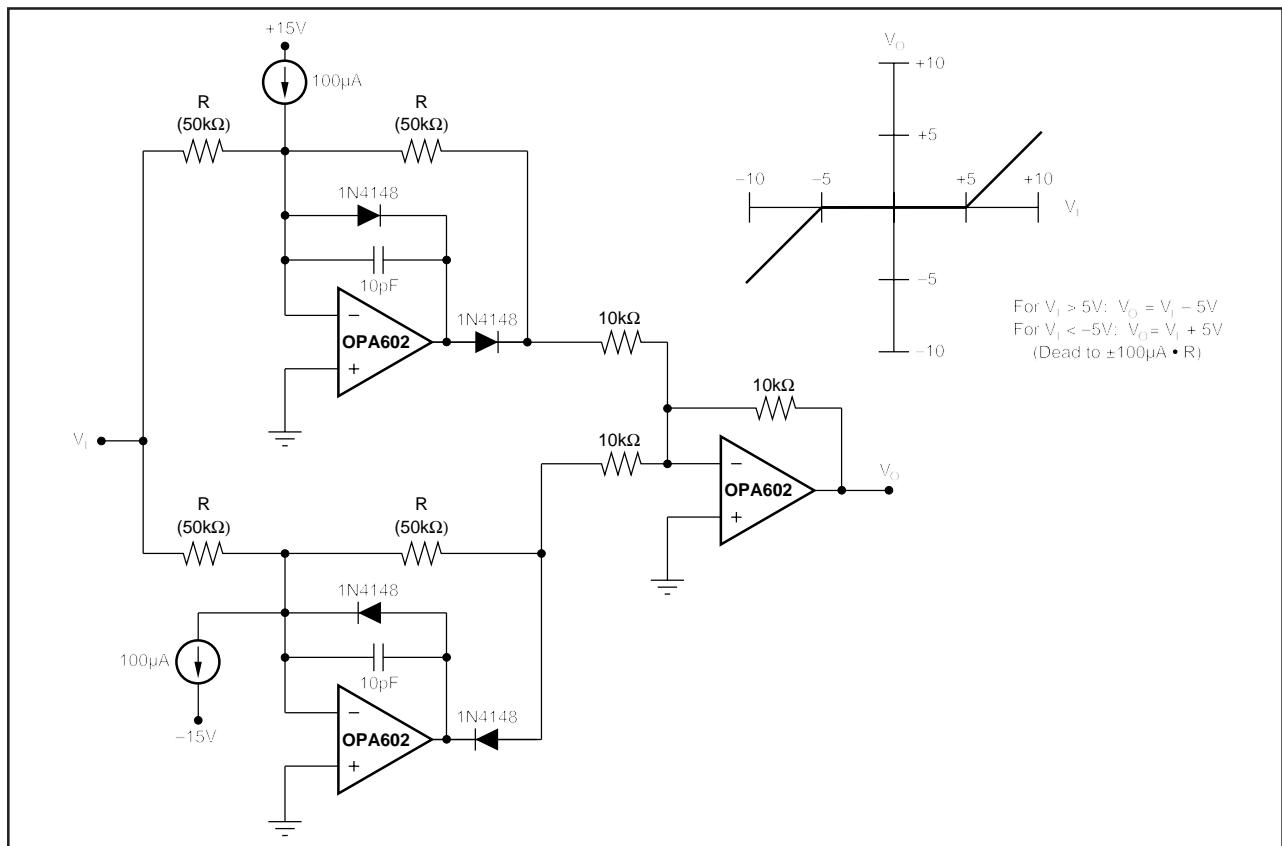 +15V
100µA
R
(50kΩ)
R
(50kΩ)
1N4148
10pF
−
OPA602
+
1N4148
10kΩ
10kΩ
10kΩ
−
OPA602
+
V_O
V_I
R
(50kΩ)
R
(50kΩ)
1N4148
100µA
10pF
−15V
−
OPA602
+
1N4148
V_O
+10
+5
−10
−5
+5
+10
V_I
−5
−10
For V_I > 5V: V_O = V_I – 5V
For V_I < –5V: V_O = V_I + 5V
(Dead to ±100µA • R)